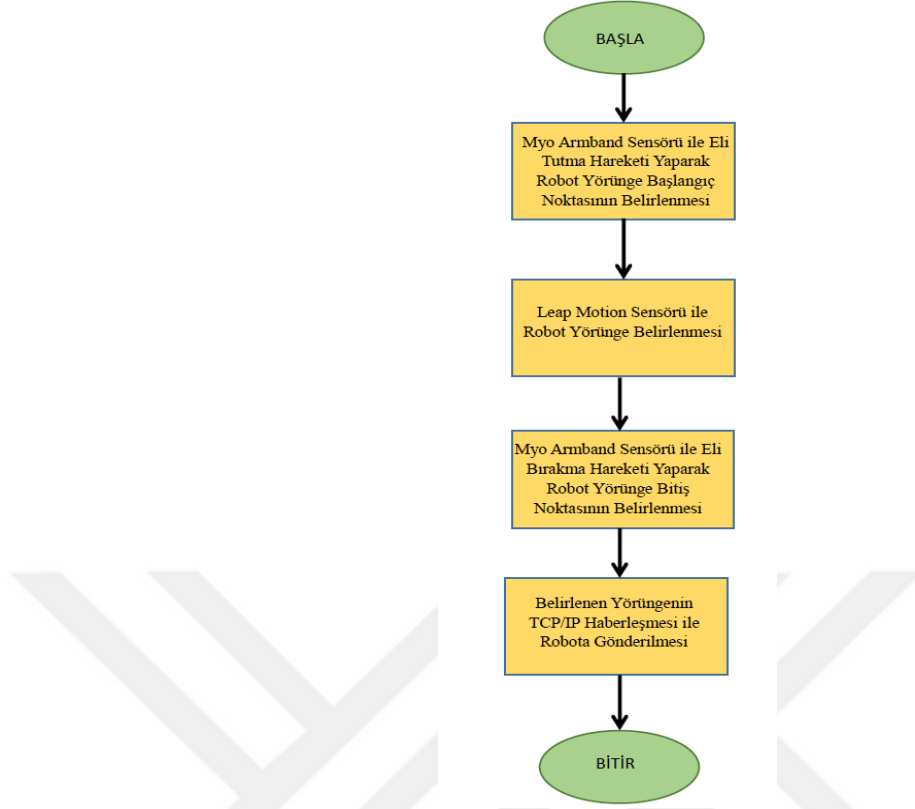 BAŞLA
Myo Armband Sensörü ile Eli
Tutma Hareketi Yaparak
Robot Yörünge Başlangıç
Noktasının Belirlenmesi
Leap Motion Sensörü ile
Robot Yörünge Belirlenmesi
Myo Armband Sensörü ile Eli
Bırakma Hareketi Yaparak
Robot Yörünge Bitiş
Noktasının Belirlenmesi
Belirlenen Yörüngenin
TCP/IP Haberleşmesi ile
Robota Gönderilmesi
BİTİR